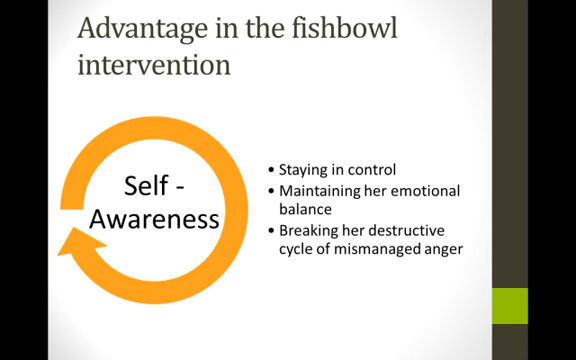 Advantage in the fishbowl
intervention
Self -
Awareness
• Staying in control
• Maintaining her emotional
balance
• Breaking her destructive
cycle of mismanaged anger